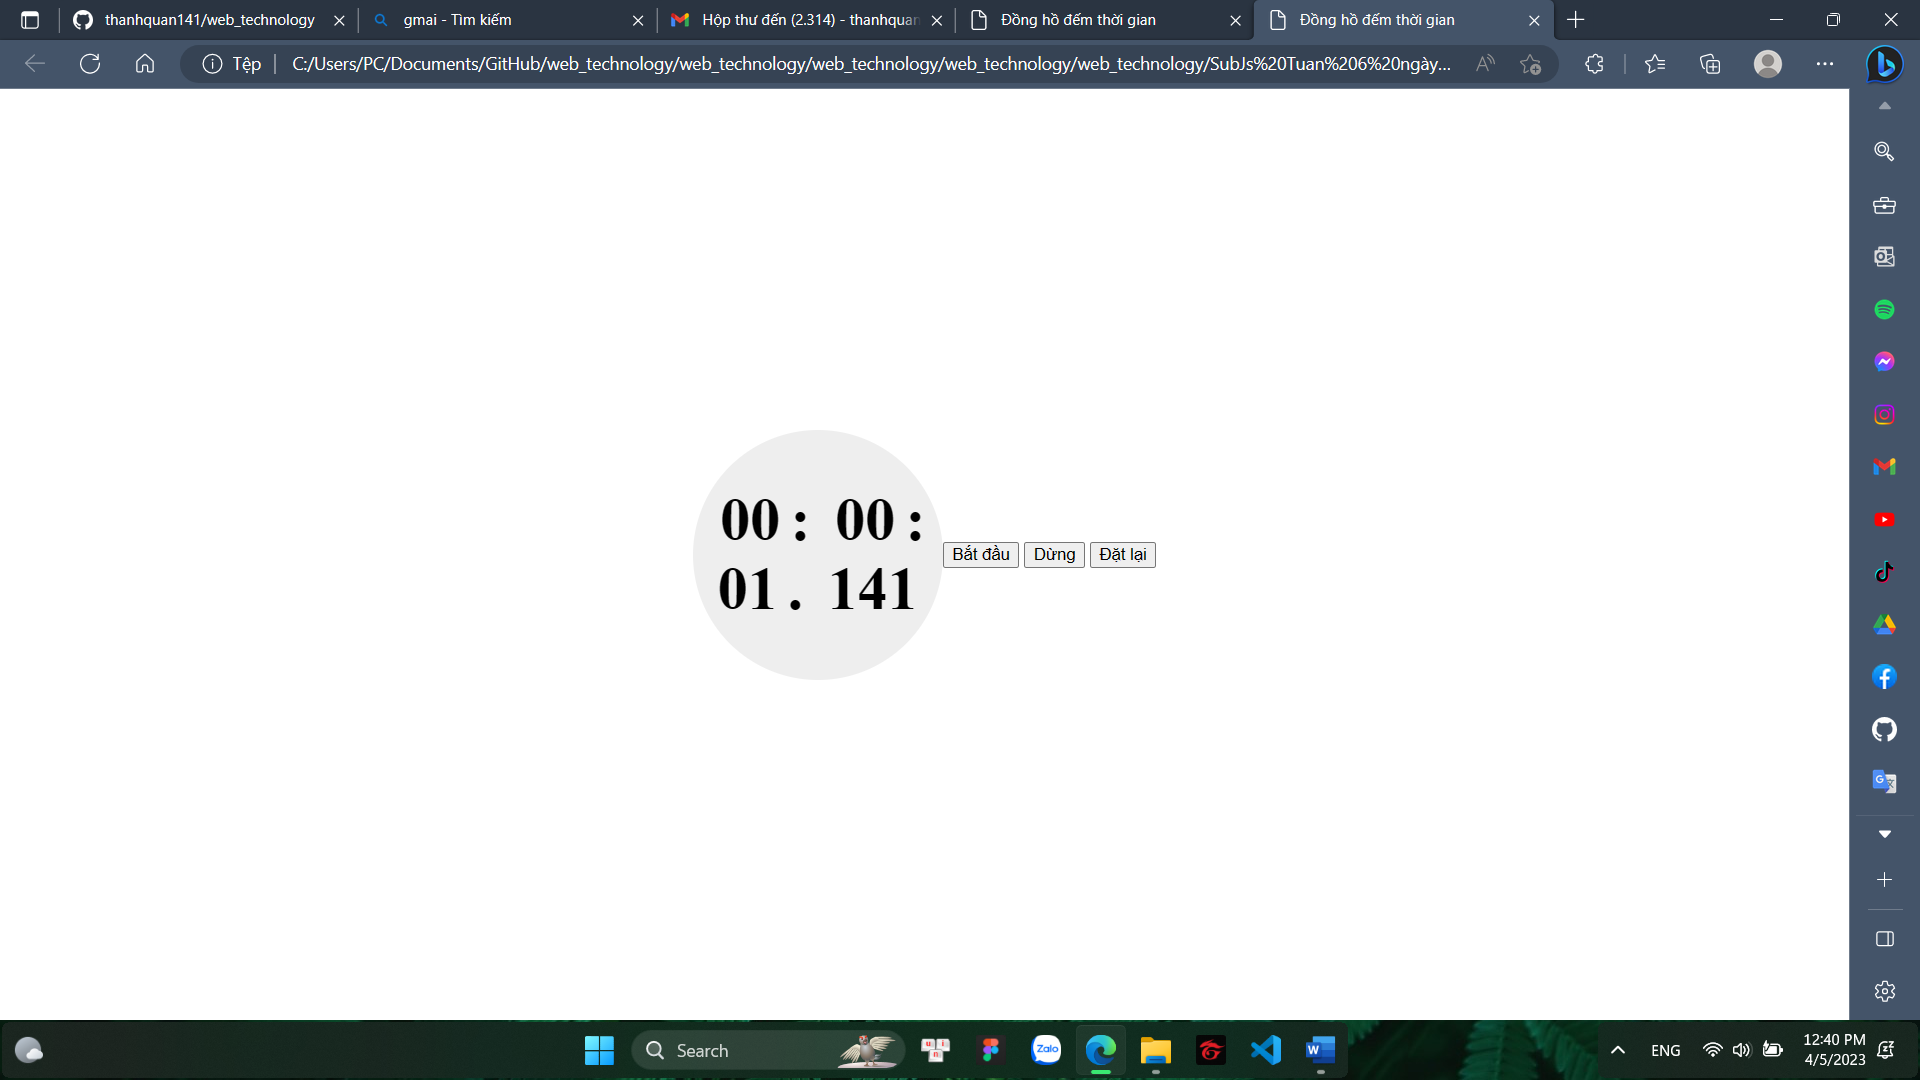 thanhquan141/web_technology
gmai - Tìm kiếm
Hộp thư đến (2.314) - thanhquan
Đồng hồ đếm thời gian
Đồng hồ đếm thời gian
Tệp
C:/Users/PC/Documents/GitHub/web_technology/web_technology/web_technology/web_technology/web_technology/SubJs%20Tuan%206%20ngày...
00 : 00 :
01 . 141
Bắt đầu
Dừng
Đặt lại
Search
Zalo
ENG
12:40 PM
4/5/2023